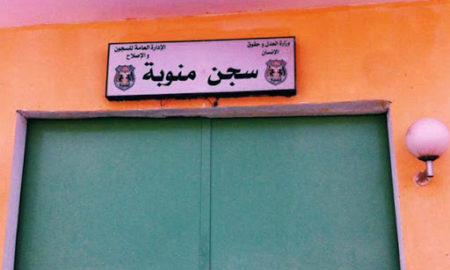 وزارة العدل و حقوق
الإنسان
الإدارة العامة للسجون
و الإصلاح
سجن منوبة